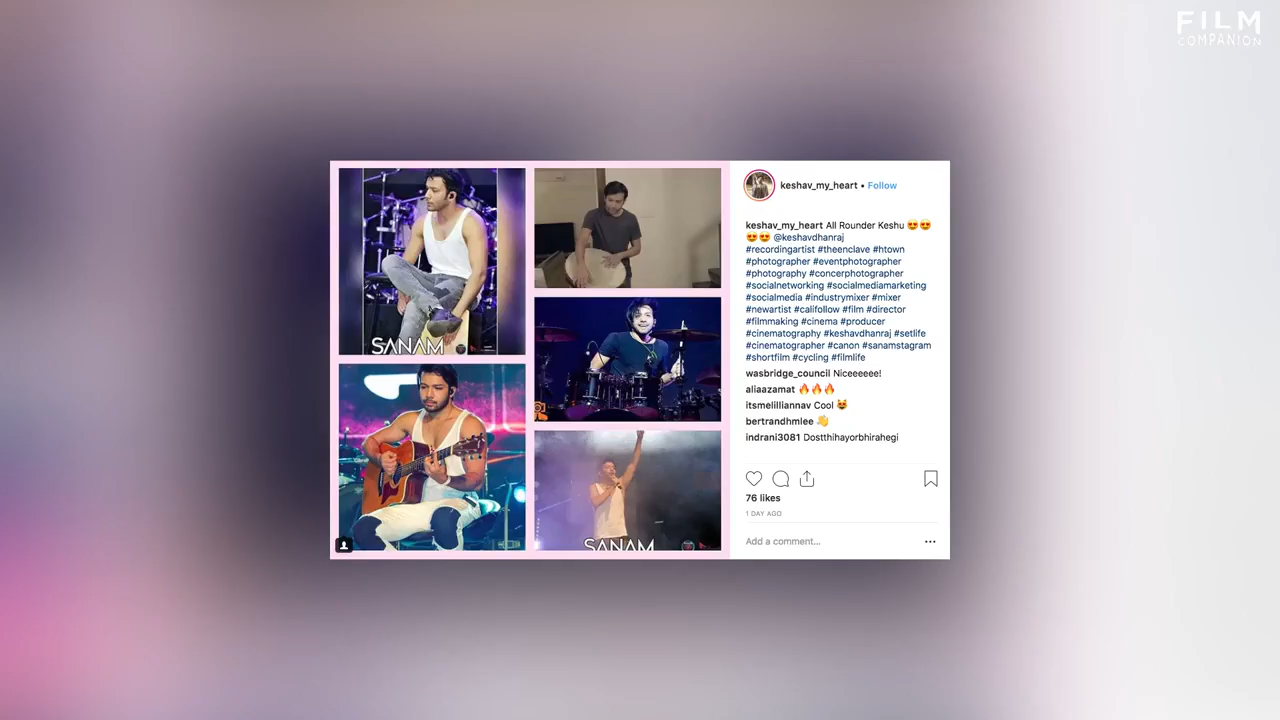 FILM
COMPANION
SANAM
SANAM
keshav_my_heart • Follow
keshav_my_heart All Rounder Keshu 😍😍
😍😍 @keshavdhanraj
#recordingartist #theenclave #htown
#photographer #eventphotographer
#photography #concerphotographer
#socialnetworking #socialmediamarketing
#socialmedia #industrymixer #mixer
#newartist #califollow #film #director
#filmmaking #cinema #producer
#cinematography #keshavdhanraj #setlife
#cinematographer #canon #sanamstagram
#shortfilm #cycling #filmlife
wasbridge_council Niceeeeee!
aliaazamat 🔥🔥🔥
itsmelilliannav Cool 😻
bertrandhmlee 👏
indrani3081 Dostthihayorbhirahegi
76 likes
1 DAY AGO
Add a comment...